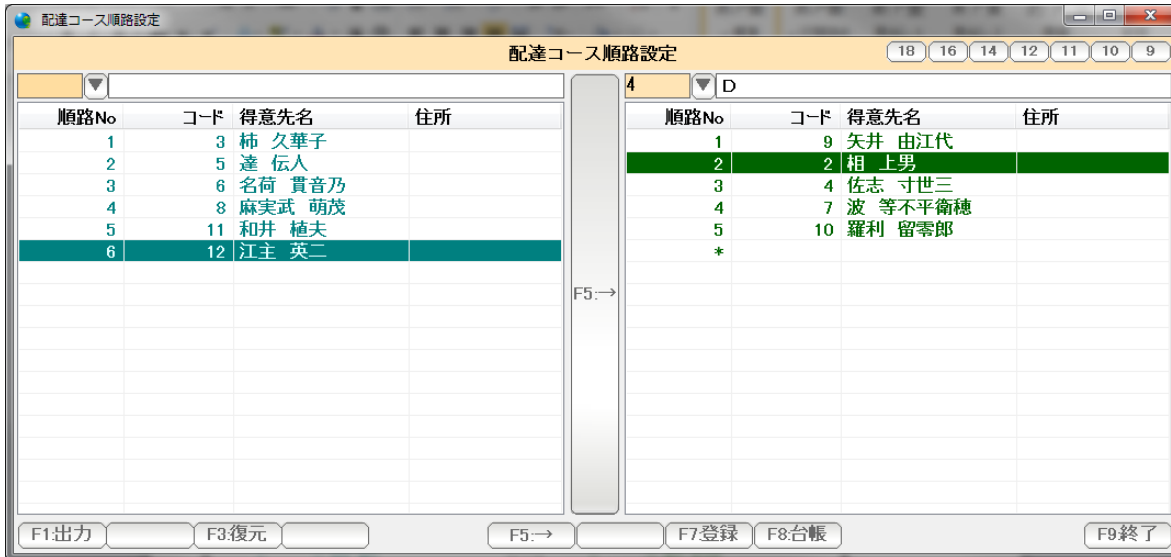 配達コース順路設定
配達コース順路設定 18 16 14 12 11 10 9
4 D
順路No コード 得意先名 住所 順路No コード 得意先名 住所
1 3 柿 久華子 1 9 矢井 由江代
2 5 達 伝人 2 2 相 上男
3 6 名荷 貫音乃 3 4 佐志 寸世三
4 8 麻実武 萌茂 4 7 波 等不平衛穂
5 11 和井 植夫 5 10 羅利 留零郎
6 12 江主 英二 *
F5:→
F1:出力 F3:復元 F5:→ F7:登録 F8:台帳 F9:終了